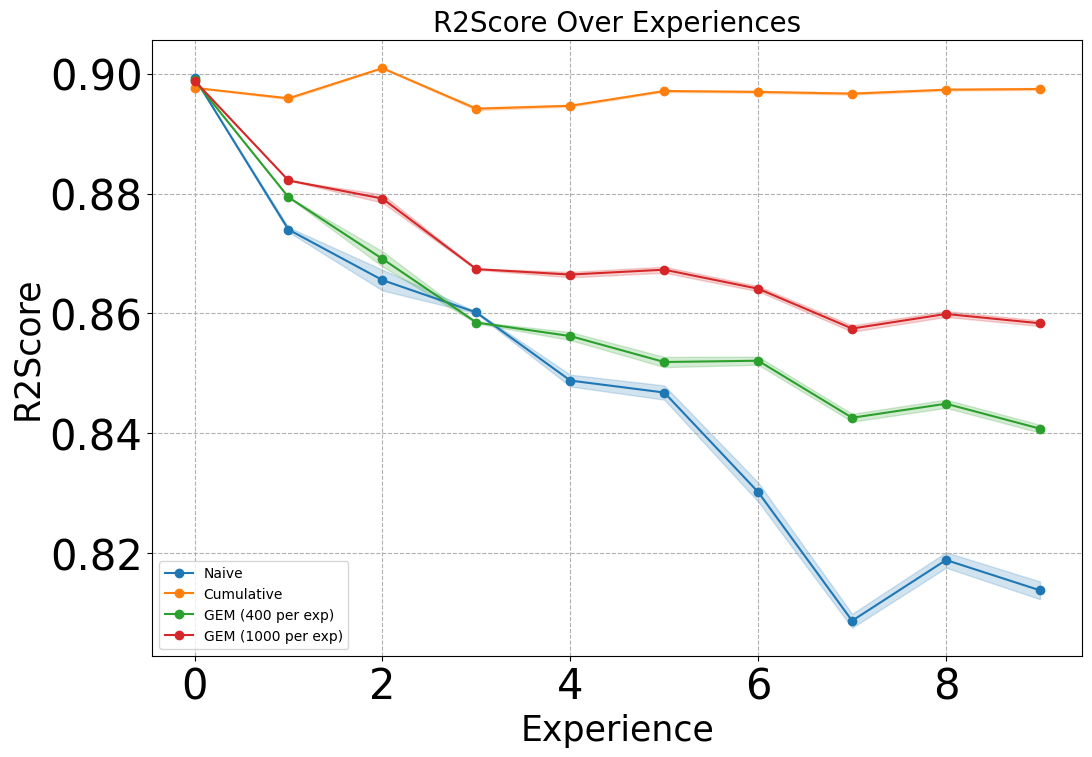 R2Score Over Experiences
R2Score
0.90
0.88
0.86
0.84
0.82
Naive
Cumulative
GEM (400 per exp)
GEM (1000 per exp)
0 2 4 6 8
Experience